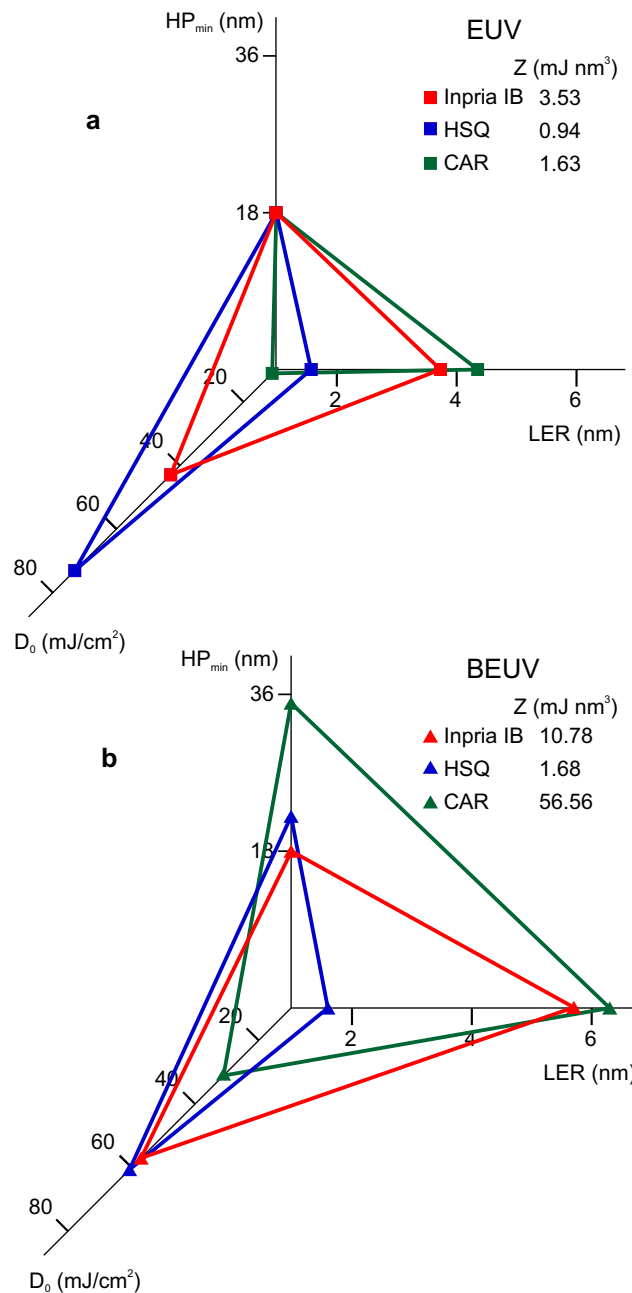 HPmin (nm)
EUV
36
Z (mJ nm³)
Inpria IB 3.53
a
HSQ 0.94
CAR 1.63
18
20
2 4 6
LER (nm)
40
60
80
D₀ (mJ/cm²)
HPmin (nm)
BEUV
36
Z (mJ nm³)
Inpria IB 10.78
b
HSQ 1.68
CAR 56.56
18
20
2 4 6
LER (nm)
40
60
80
D₀ (mJ/cm²)